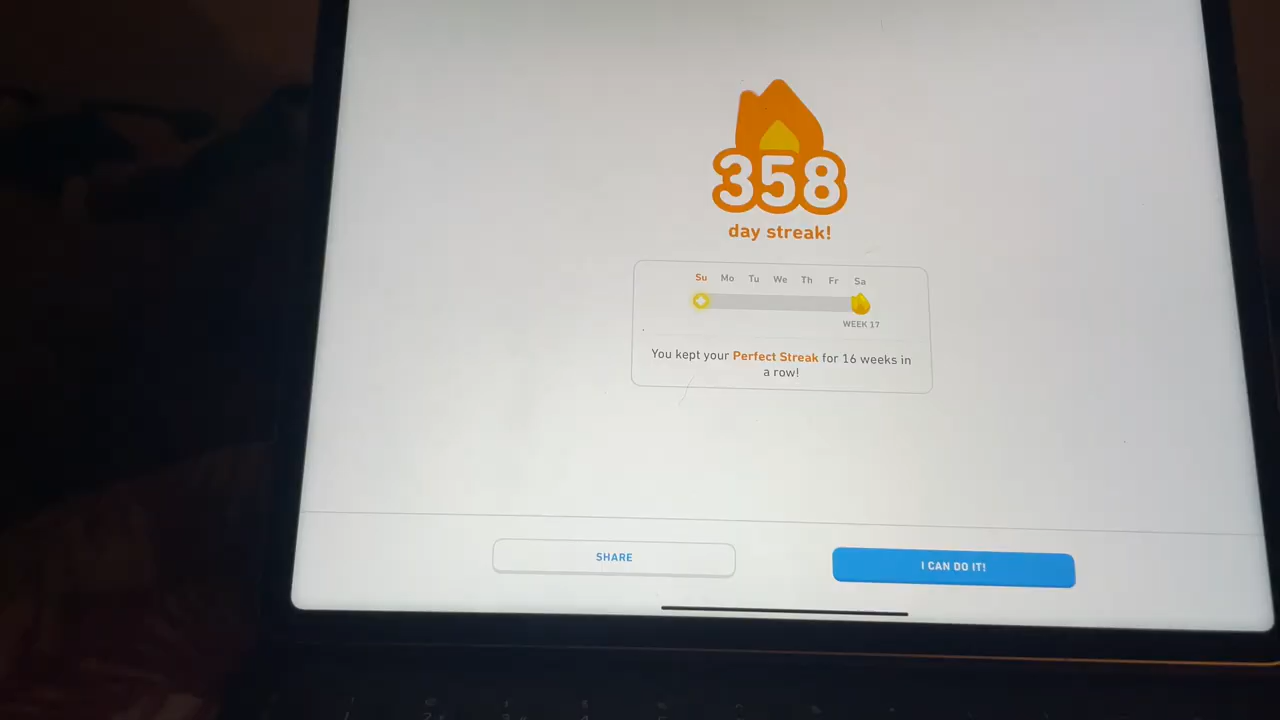 358
day streak!
Su Mo Tu We Th Fr Sa
WEEK 17
You kept your Perfect Streak for 16 weeks in
a row!
SHARE
I CAN DO IT!